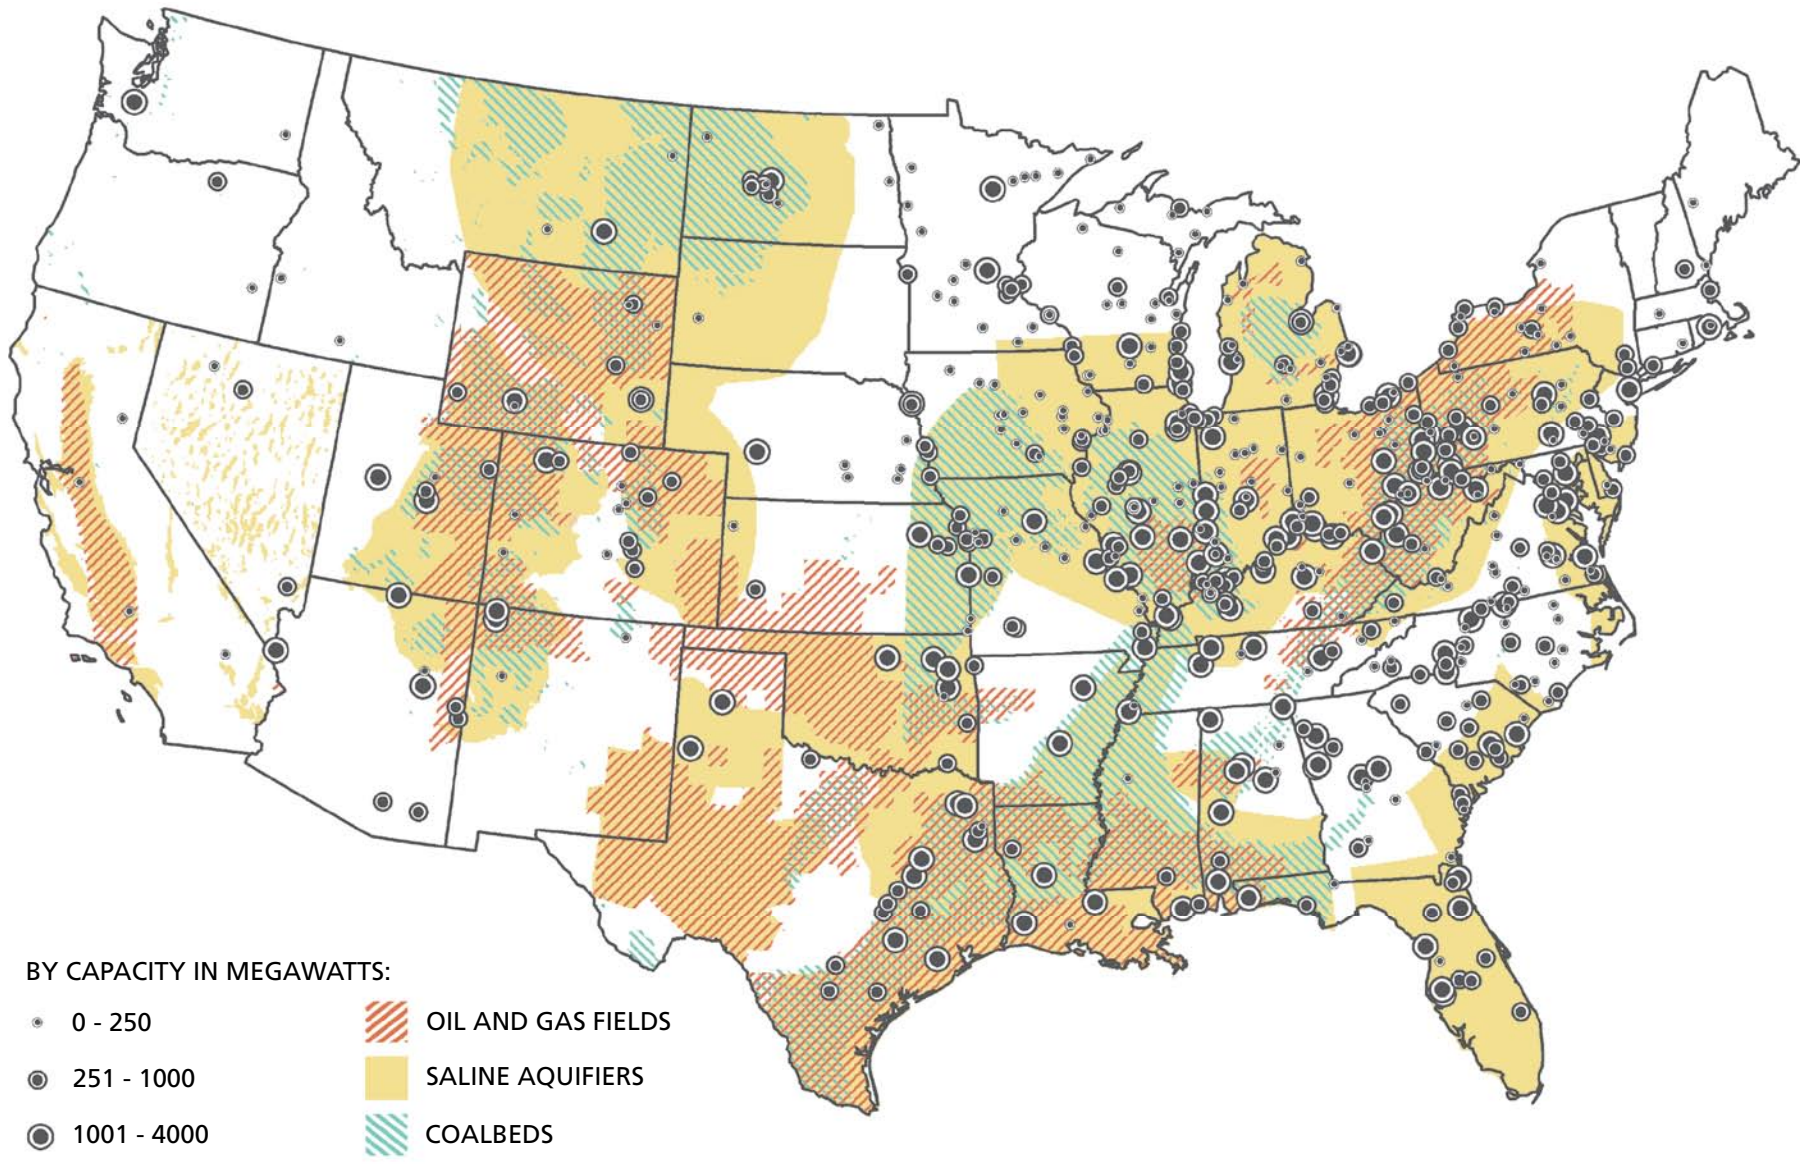 BY CAPACITY IN MEGAWATTS:
0 - 250
251 - 1000
1001 - 4000
OIL AND GAS FIELDS
SALINE AQUIFIERS
COALBEDS